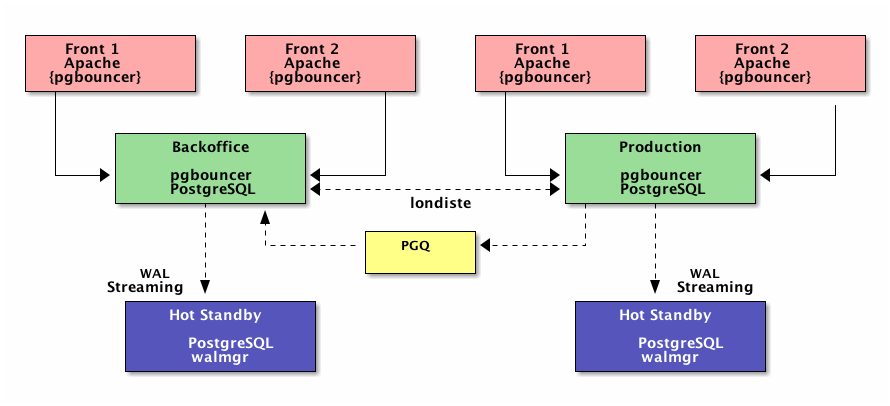 Front 1
Apache
{pgbouncer}
Front 2
Apache
{pgbouncer}
Front 1
Apache
{pgbouncer}
Front 2
Apache
{pgbouncer}
Backoffice
pgbouncer
PostgreSQL
Production
pgbouncer
PostgreSQL
londiste
PGQ
WAL
Streaming
WAL
Streaming
Hot Standby
PostgreSQL
walmgr
Hot Standby
PostgreSQL
walmgr